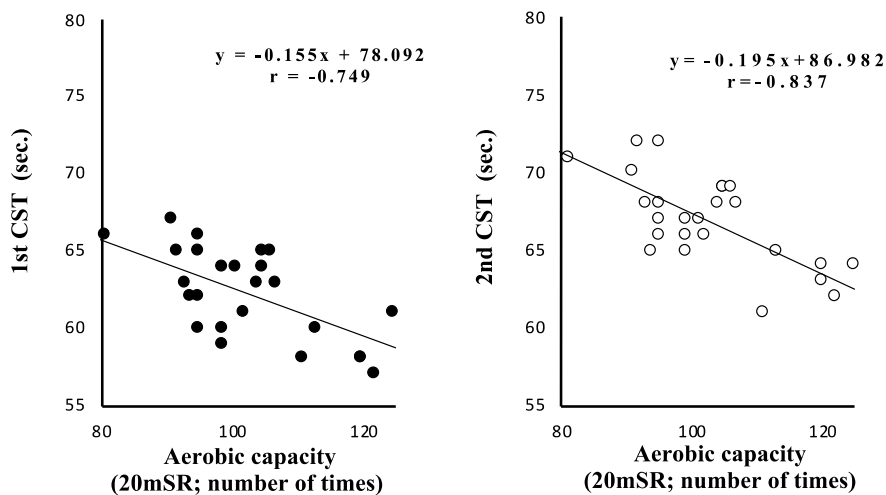 80
75
70
65
60
55
1st CST (sec.)
y = -0.155x + 78.092
r = -0.749
80 100 120
Aerobic capacity
(20mSR; number of times)
80
75
70
65
60
55
2nd CST (sec.)
y = -0.195x+86.982
r=-0.837
80 100 120
Aerobic capacity
(20mSR; number of times)